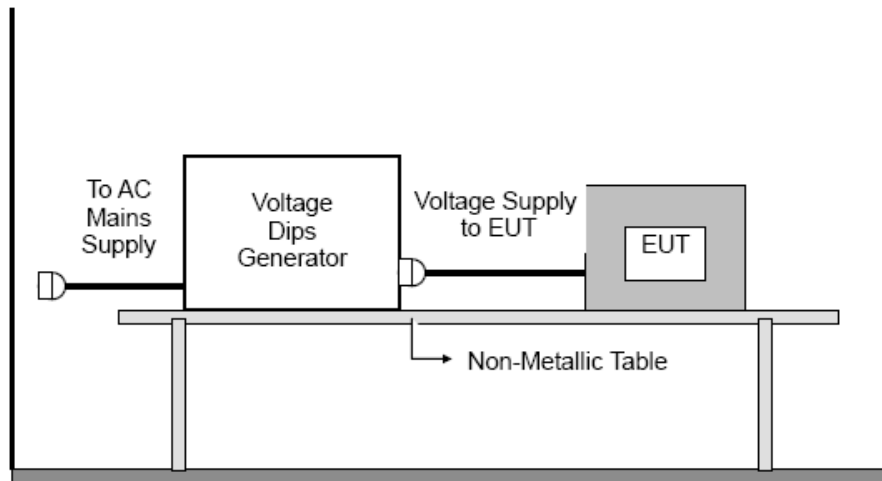 To AC
Mains
Supply
Voltage
Dips
Generator
Voltage Supply
to EUT
EUT
Non-Metallic Table